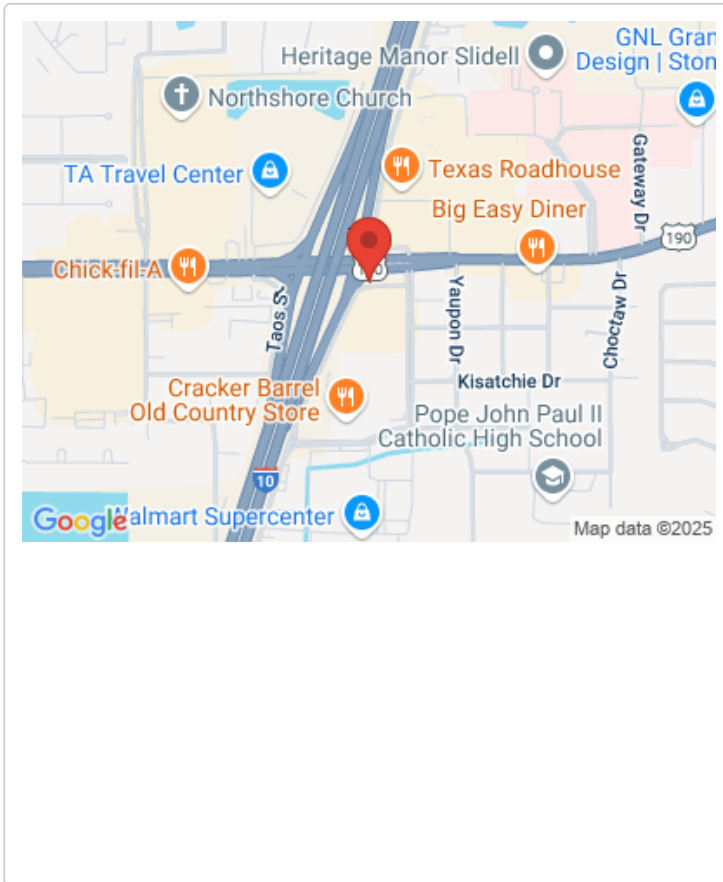 GNL Gran
Design | Ston
Heritage Manor Slidell
Northshore Church
Gateway Dr
TA Travel Center
Texas Roadhouse
Big Easy Diner
190
Chick-fil-A
Taos St
Yaupon Dr
Choctaw Dr
Cracker Barrel
Old Country Store
Kisatchie Dr
Pope John Paul II
Catholic High School
10
Google
Walmart Supercenter
Map data ©2025